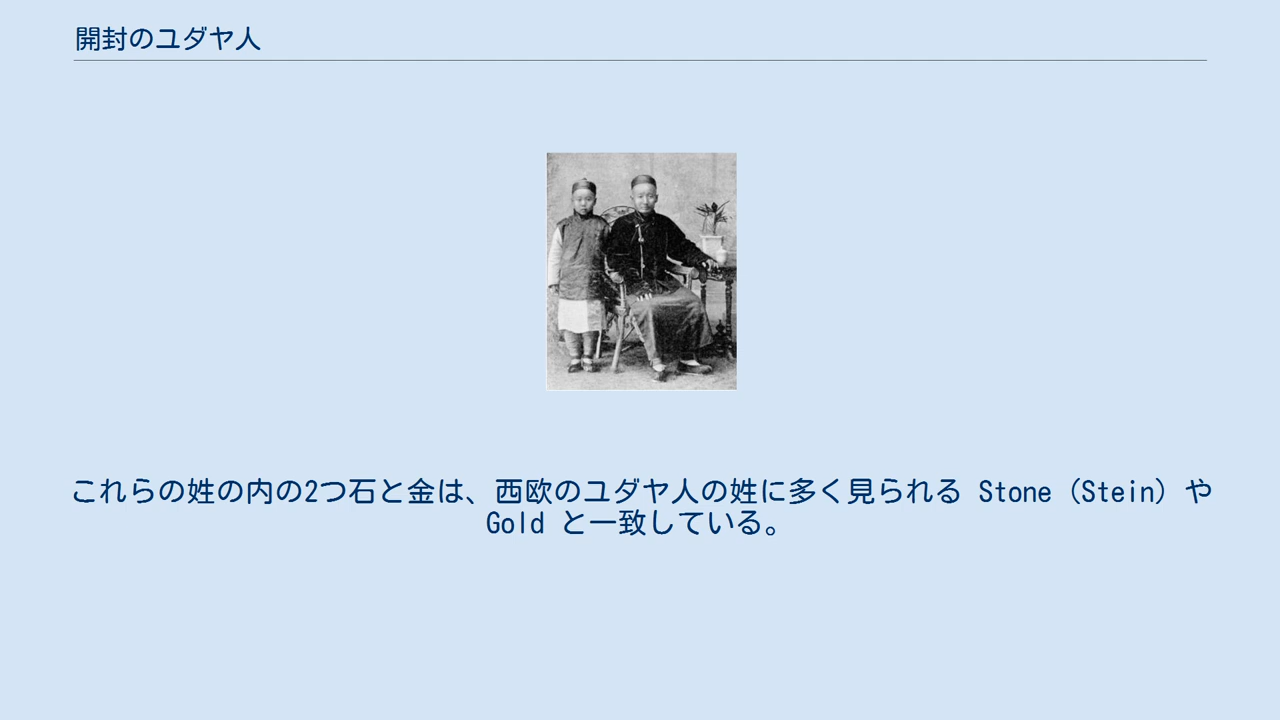 開封のユダヤ人
これらの姓の内の2つ石と金は、西欧のユダヤ人の姓に多く見られる Stone (Stein) や
Gold と一致している。